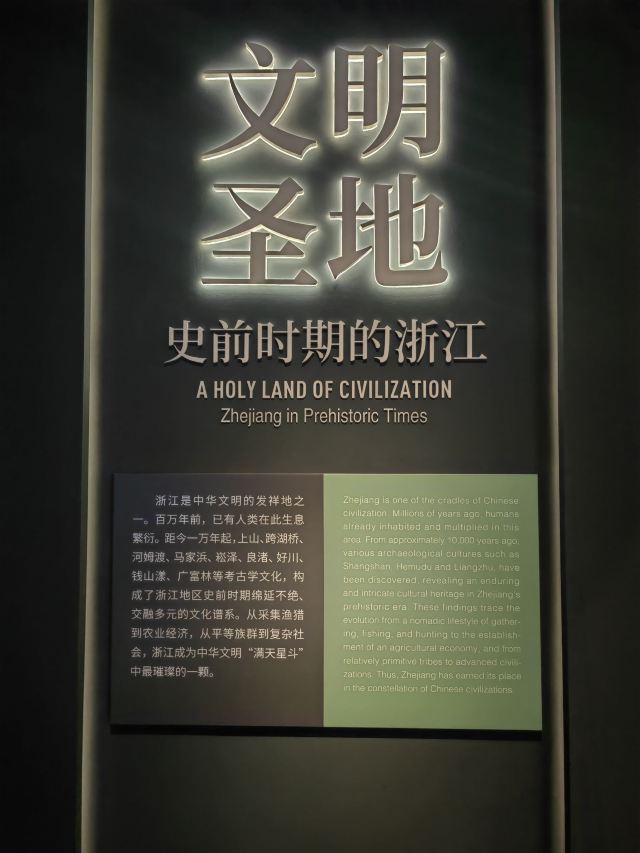 文明
圣地
史前时期的浙江
A HOLY LAND OF CIVILIZATION
Zhejiang in Prehistoric Times
浙江是中华文明的发祥地之
一。百万年前，已有人类在此生息
繁衍。距今一万年起，上山、跨湖桥、
河姆渡、马家浜、崧泽、良渚、好川、
钱山漾、广富林等考古学文化，构
成了浙江地区史前时期绵延不绝、
交融多元的文化谱系。从采集渔猎
到农业经济，从平等族群到复杂社
会，浙江成为中华文明“满天星斗”
中最璀璨的一颗。
Zhejiang is one of the cradles of Chinese
civilization. Millions of years ago, humans
already inhabited and multiplied in this
area. From approximately 10,000 years ago,
various archaeological cultures such as
Shangshan, Hemudu and Liangzhu, have
been discovered, revealing an enduring
and intricate cultural heritage in Zhejiang's
prehistoric era. These findings trace the
evolution from a nomadic lifestyle of gather-
ing, fishing, and hunting to the establish-
ment of an agricultural economy, and from
relatively primitive tribes to advanced civili-
zations. Thus, Zhejiang has earned its place
in the constellation of Chinese civilizations.